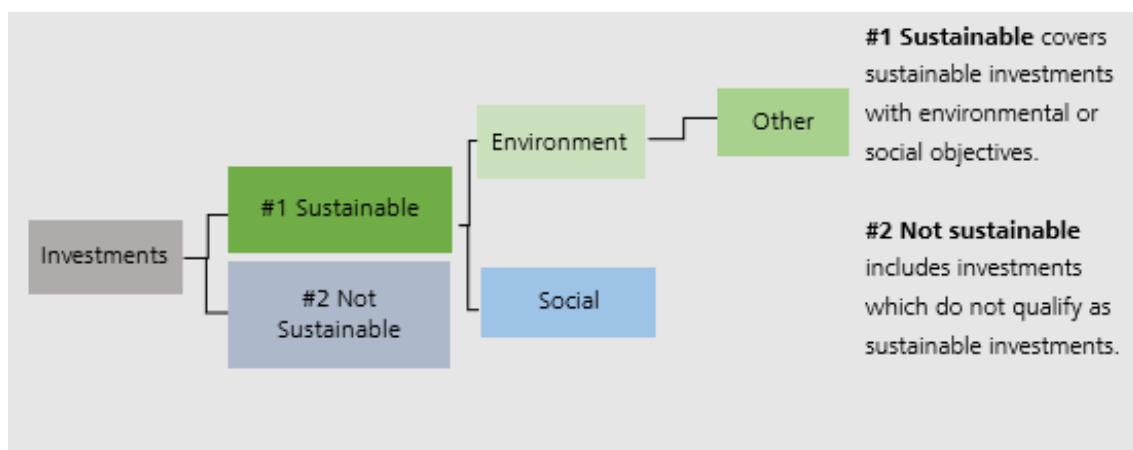 Investments
#1 Sustainable
#2 Not
Sustainable
Environment
Social
Other
#1 Sustainable covers
sustainable investments
with environmental or
social objectives.
#2 Not sustainable
includes investments
which do not qualify as
sustainable investments.